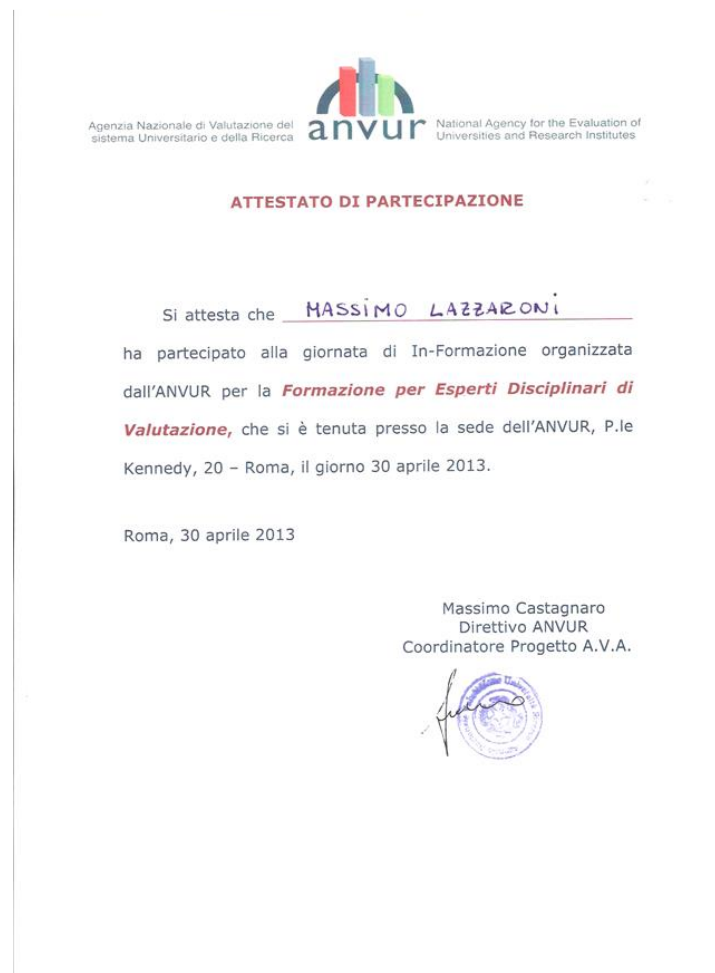 Agenzia Nazionale di Valutazione del
sistema Universitario e della Ricerca
anvur
National Agency for the Evaluation of
Universities and Research Institutes
ATTESTATO DI PARTECIPAZIONE
Si attesta che MASSIMO LAZZARONI
ha partecipato alla giornata di In-Formazione organizzata
dall'ANVUR per la Formazione per Esperti Disciplinari di
Valutazione, che si è tenuta presso la sede dell'ANVUR, P.le
Kennedy, 20 – Roma, il giorno 30 aprile 2013.
Roma, 30 aprile 2013
Massimo Castagnaro
Direttivo ANVUR
Coordinatore Progetto A.V.A.